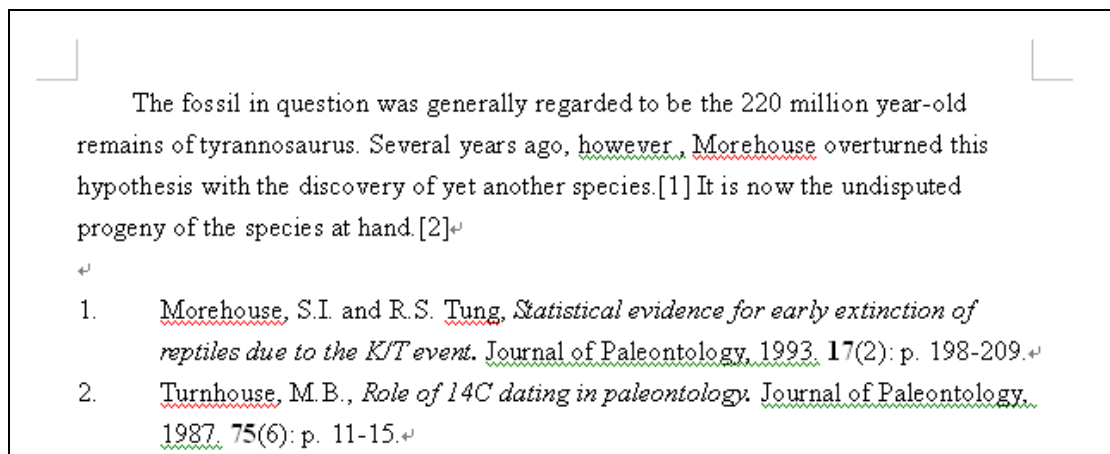 The fossil in question was generally regarded to be the 220 million year-old
remains of tyrannosaurus. Several years ago, however , Morehouse overturned this
hypothesis with the discovery of yet another species.[1] It is now the undisputed
progeny of the species at hand.[2]
1. Morehouse, S.I. and R.S. Tung, Statistical evidence for early extinction of
reptiles due to the K/T event. Journal of Paleontology, 1993. 17(2): p. 198-209.
2. Turnhouse, M.B., Role of 14C dating in paleontology. Journal of Paleontology,
1987. 75(6): p. 11-15.